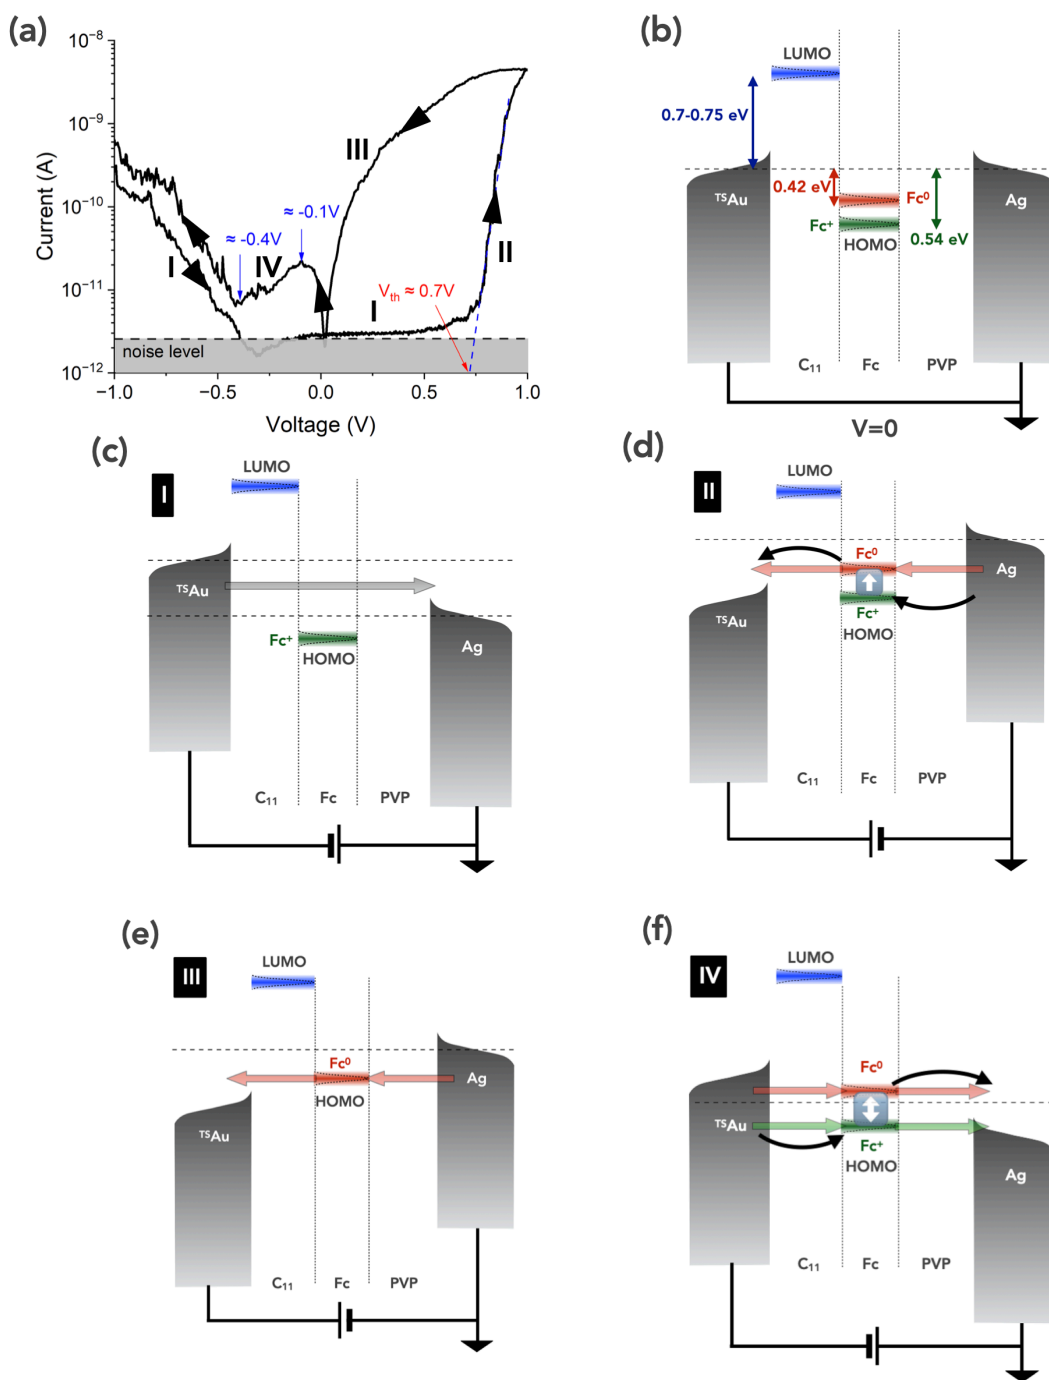 (a)
10⁻⁸
10⁻⁹
10⁻¹⁰
10⁻¹¹
10⁻¹²
Current (A)
III
≈ -0.1V
≈ -0.4V
I
IV
II
V_th ≈ 0.7V
I
noise level
−1.0 −0.5 0.0 0.5 1.0
Voltage (V)
(b)
LUMO
0.7-0.75 eV
0.42 eV
Fc⁰
ᵀˢAu
Ag
Fc⁺
HOMO
0.54 eV
C₁₁ Fc PVP
V=0
(c)
I
LUMO
ᵀˢAu
Fc⁺
HOMO
Ag
C₁₁ Fc PVP
(d)
II
LUMO
Fc⁰
Ag
Fc⁺
ᵀˢAu
HOMO
C₁₁ Fc PVP
(e)
III
LUMO
Fc⁰
Ag
HOMO
ᵀˢAu
C₁₁ Fc PVP
(f)
IV
LUMO
Fc⁰
ᵀˢAu
Fc⁺
HOMO
Ag
C₁₁ Fc PVP